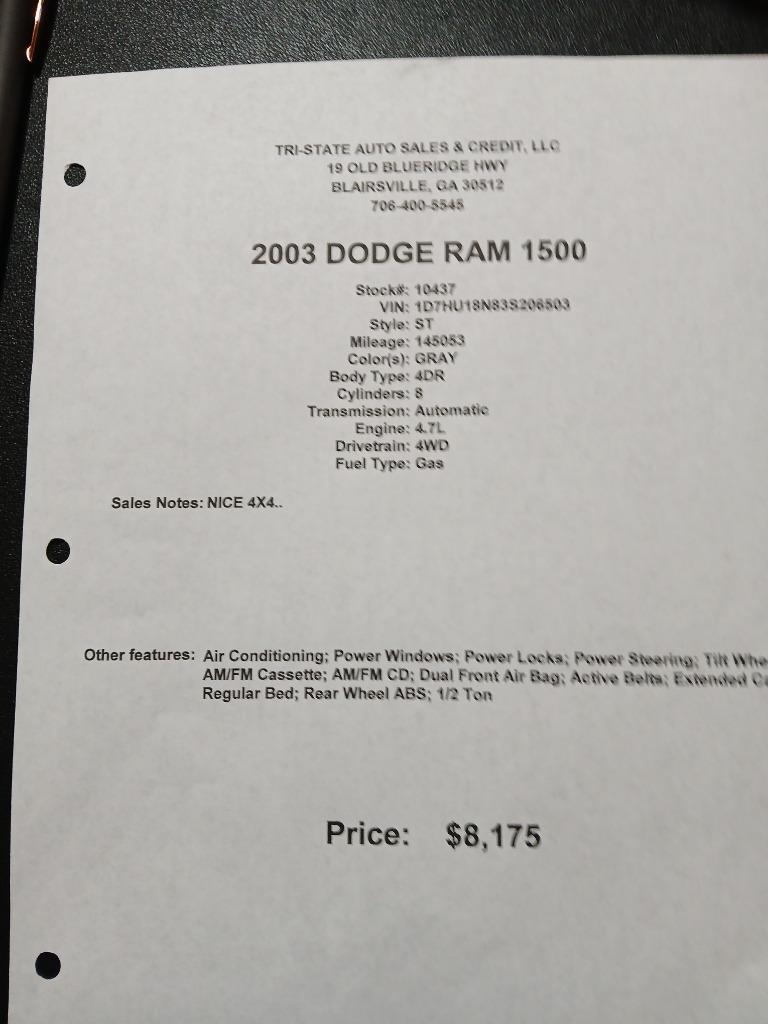 TRI-STATE AUTO SALES & CREDIT, LLC
19 OLD BLUERIDGE HWY
BLAIRSVILLE, GA 30512
706-400-5545
2003 DODGE RAM 1500
Stock#: 10437
VIN: 1D7HU18N83S206503
Style: ST
Mileage: 145053
Color(s): GRAY
Body Type: 4DR
Cylinders: 8
Transmission: Automatic
Engine: 4.7L
Drivetrain: 4WD
Fuel Type: Gas
Sales Notes: NICE 4X4..
Other features: Air Conditioning; Power Windows; Power Locks; Power Steering; Tilt Whe
AM/FM Cassette; AM/FM CD; Dual Front Air Bag; Active Belts; Extended Ca
Regular Bed; Rear Wheel ABS; 1/2 Ton
Price: $8,175